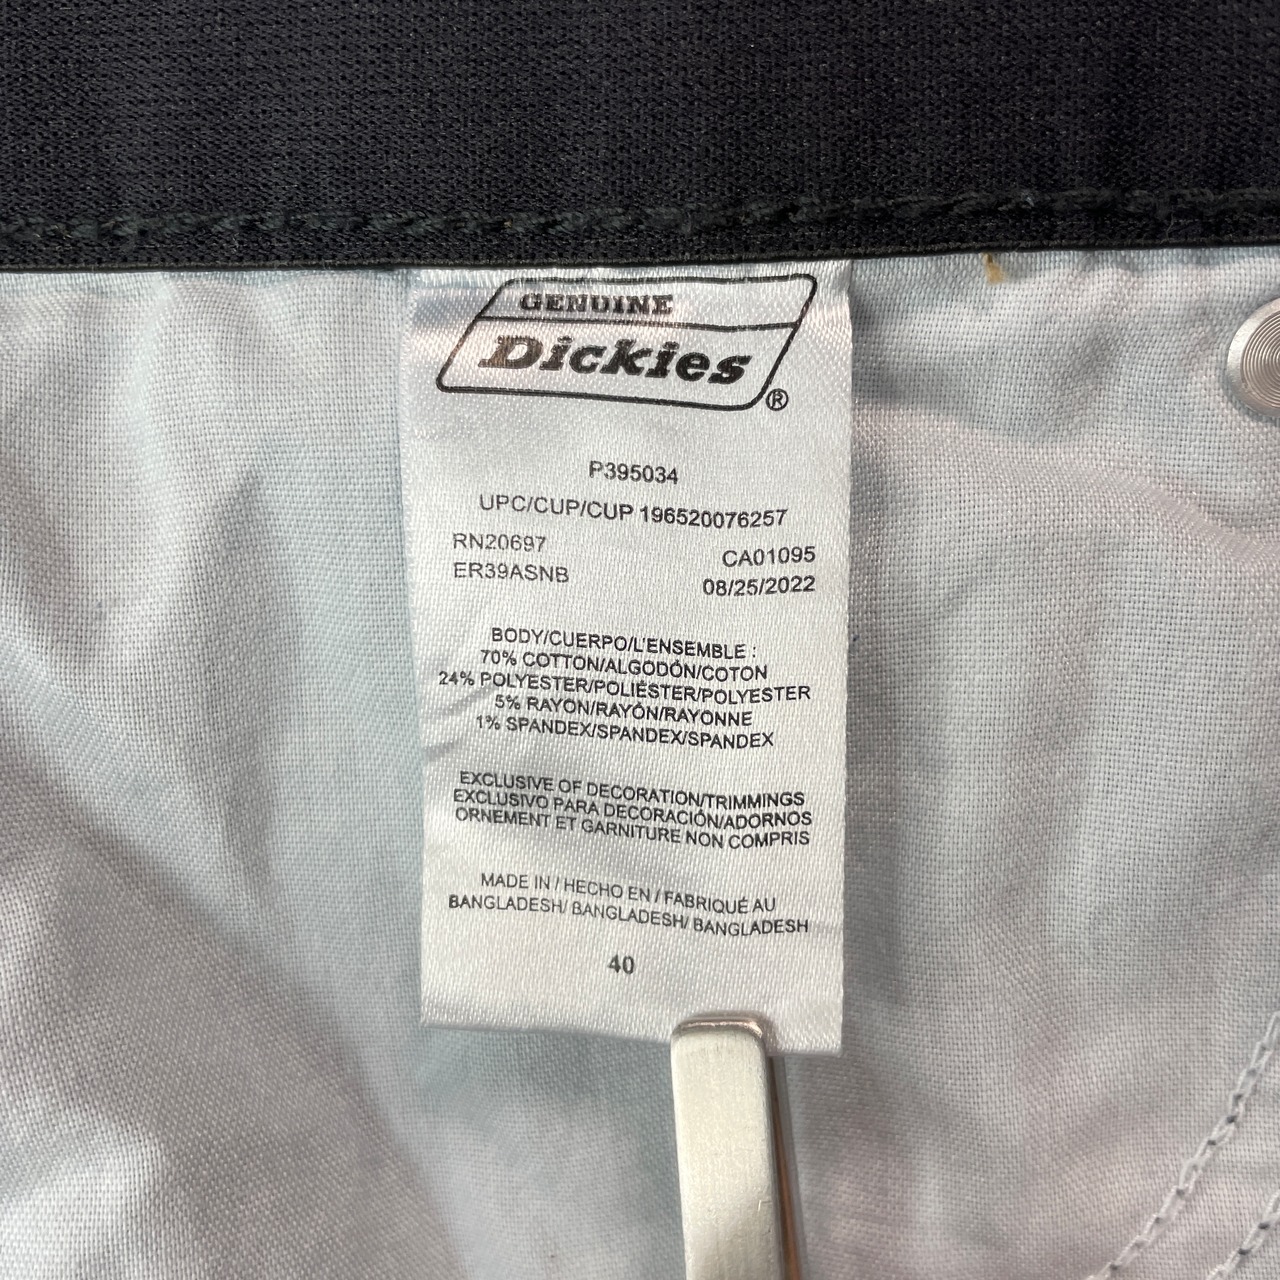 GENUINE
Dickies®
P395034
UPC/CUP/CUP 196520076257
RN20697 CA01095
ER39ASNB 08/25/2022
BODY/CUERPO/L'ENSEMBLE :
70% COTTON/ALGODÓN/COTON
24% POLYESTER/POLIÉSTER/POLYESTER
5% RAYON/RAYÓN/RAYONNE
1% SPANDEX/SPANDEX/SPANDEX
EXCLUSIVE OF DECORATION/TRIMMINGS
EXCLUSIVO PARA DECORACIÓN/ADORNOS
ORNEMENT ET GARNITURE NON COMPRIS
MADE IN / HECHO EN / FABRIQUÉ AU
BANGLADESH/ BANGLADESH/ BANGLADESH
40